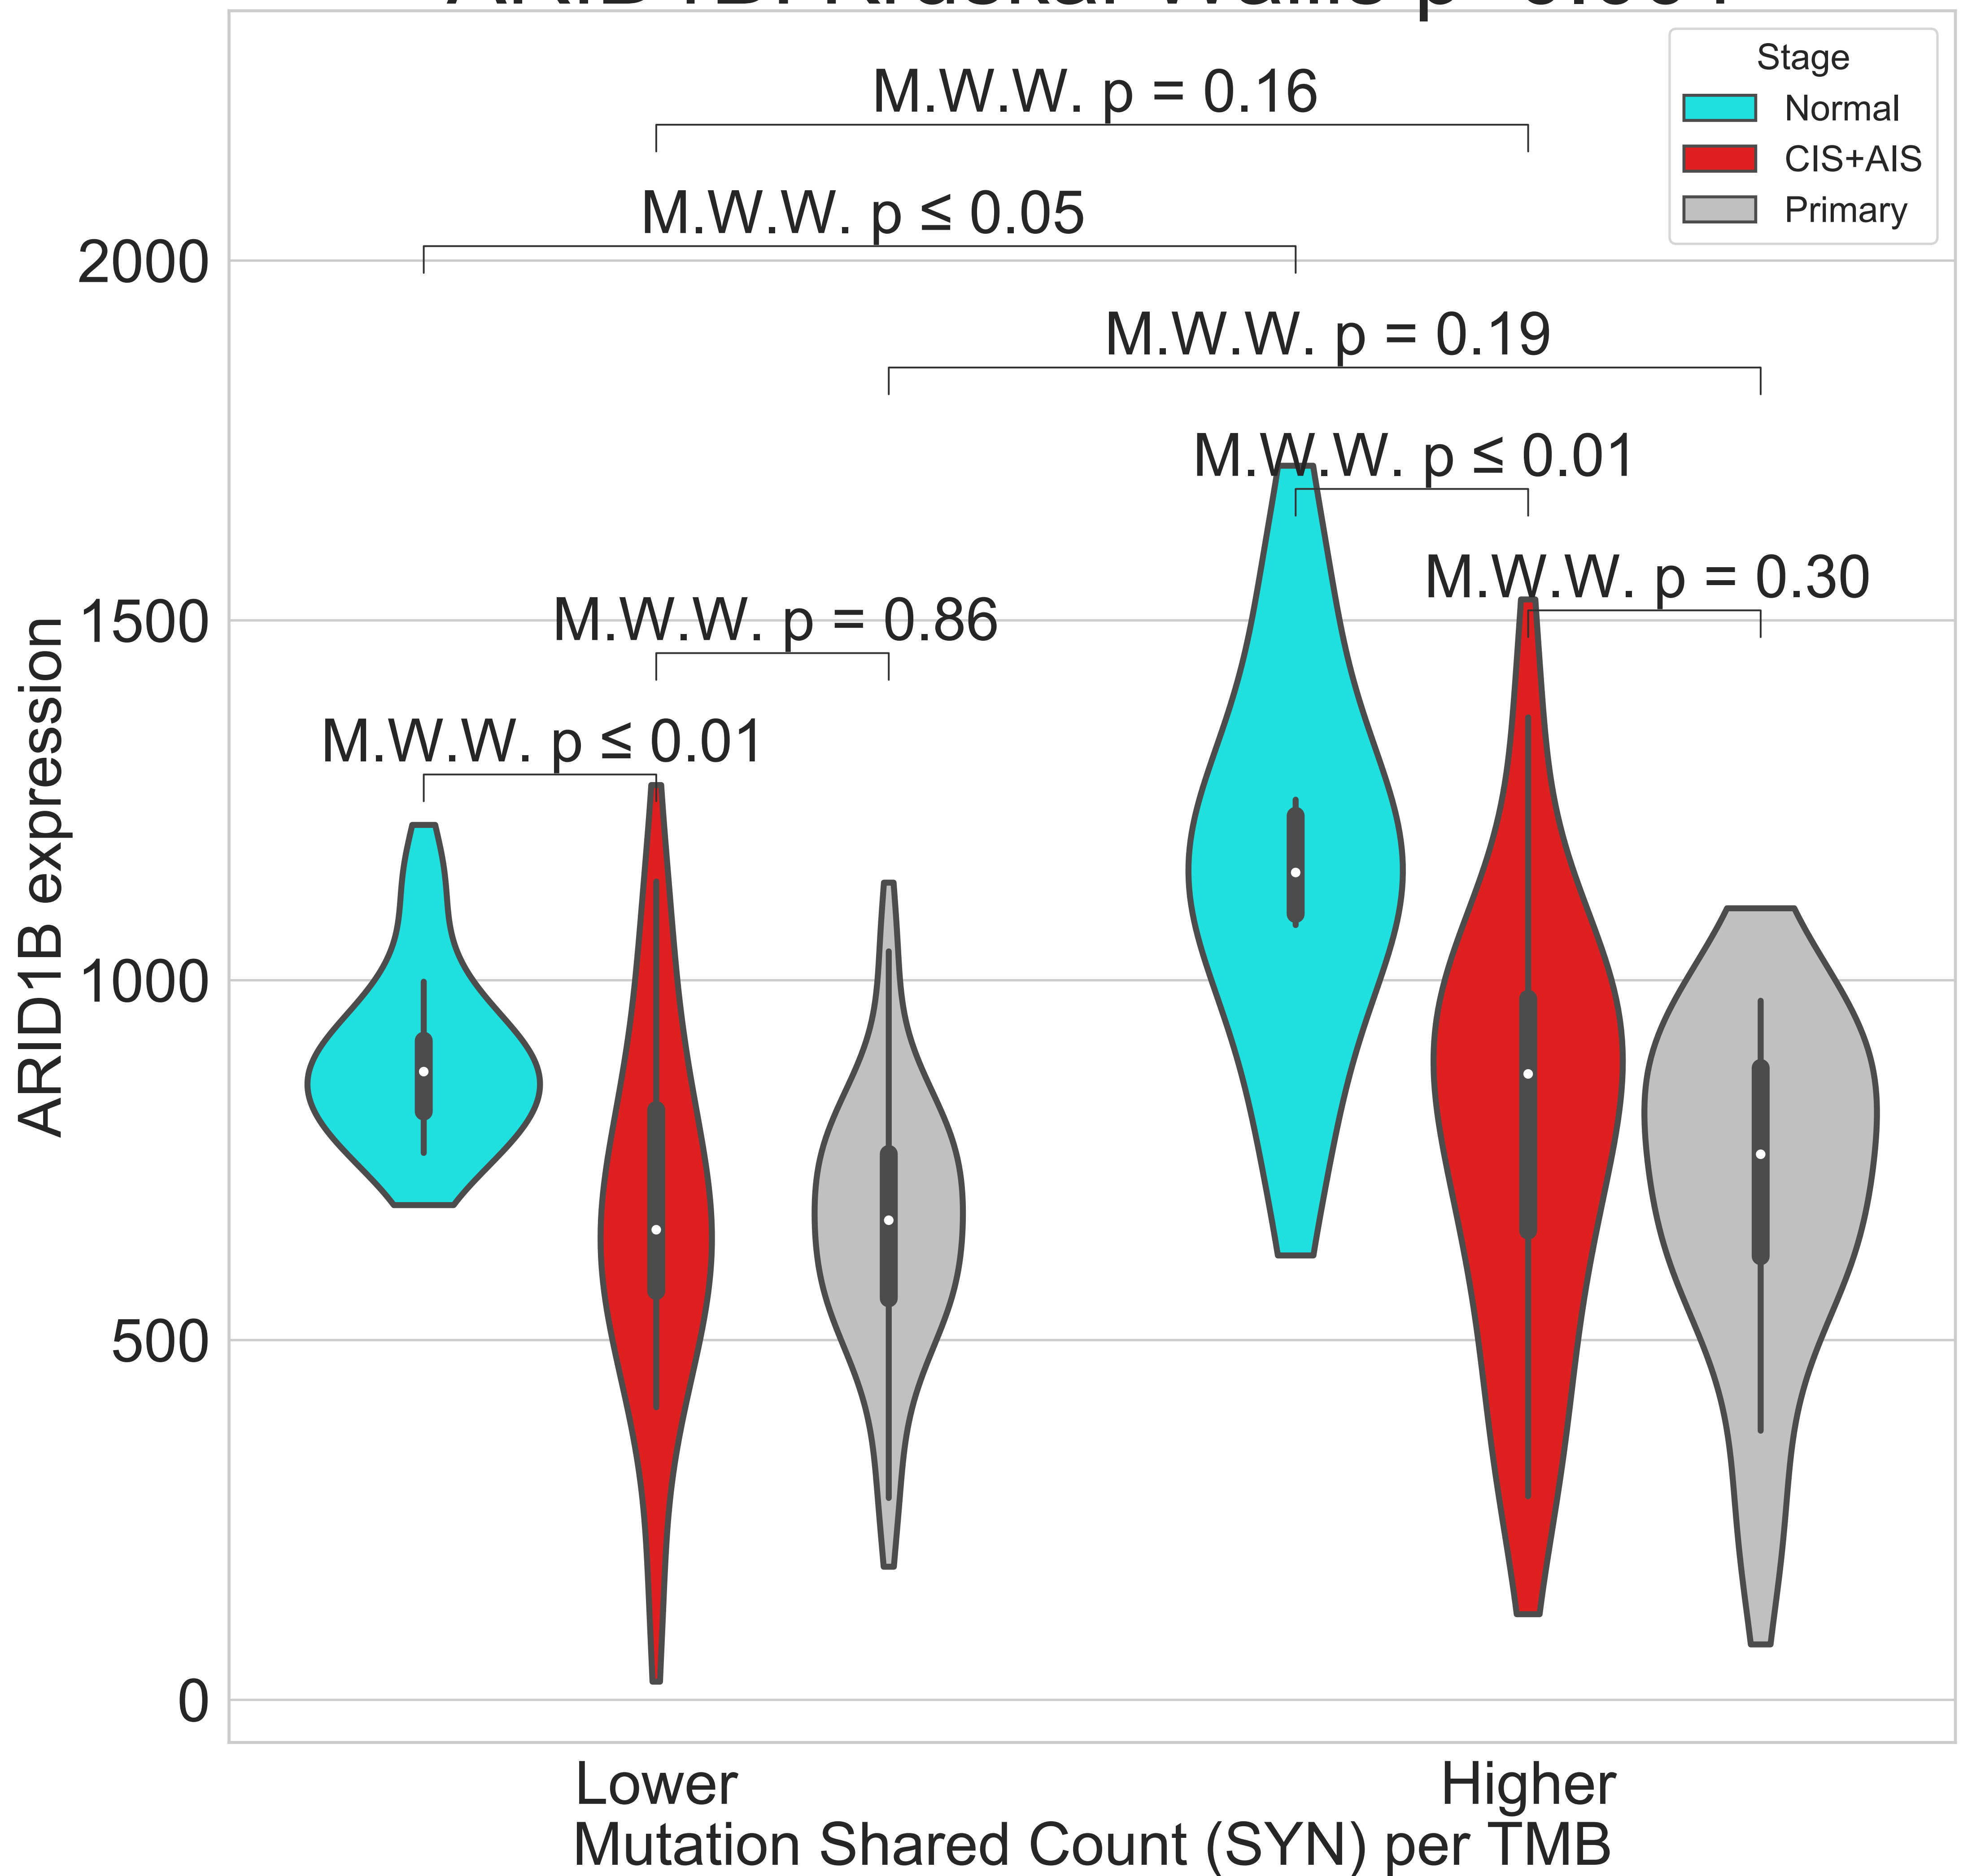 M.W.W. p = 0.16
M.W.W. p ≤ 0.05
M.W.W. p = 0.19
M.W.W. p ≤ 0.01
M.W.W. p = 0.30
M.W.W. p = 0.86
M.W.W. p ≤ 0.01
Stage
Normal
CIS+AIS
Primary
ARID1B expression
2000
1500
1000
500
0
Lower
Higher
Mutation Shared Count (SYN) per TMB